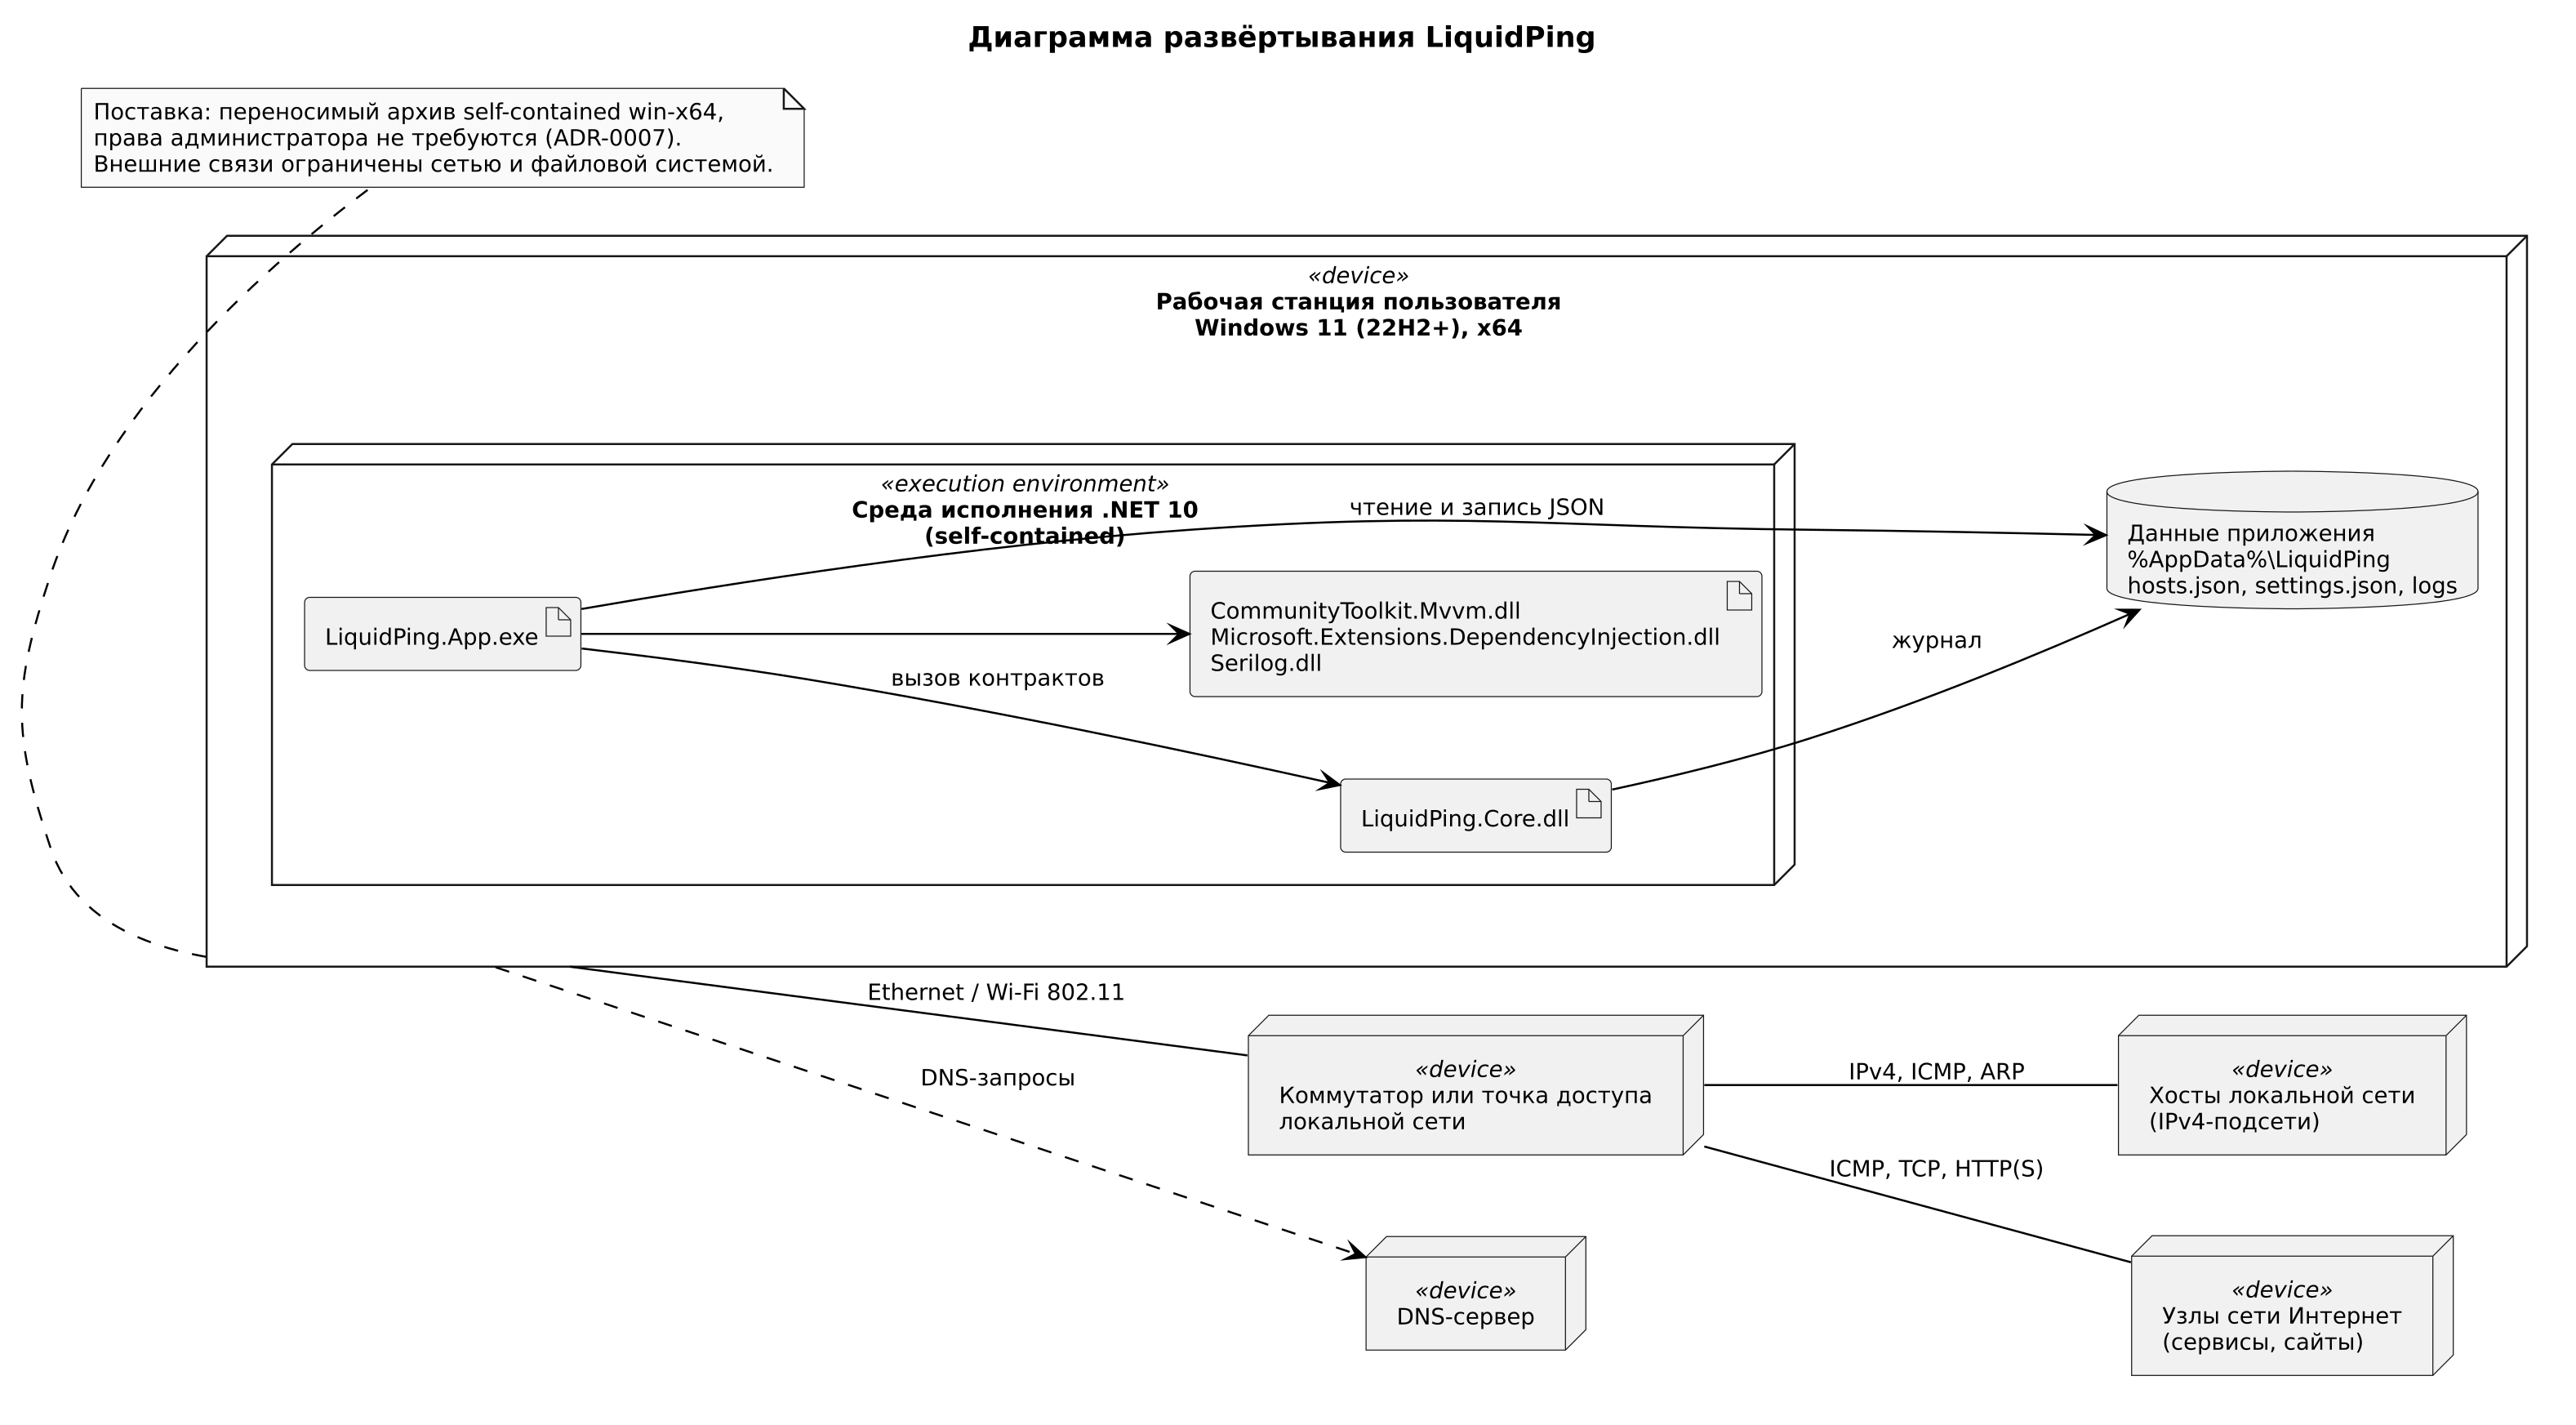 Диаграмма развёртывания LiquidPing
Поставка: переносимый архив self-contained win-x64,
права администратора не требуются (ADR-0007).
Внешние связи ограничены сетью и файловой системой.
«device»
Рабочая станция пользователя
Windows 11 (22H2+), x64
«execution environment»
Среда исполнения .NET 10
(self-contained)
чтение и запись JSON
Данные приложения
%AppData%\LiquidPing
hosts.json, settings.json, logs
LiquidPing.App.exe
CommunityToolkit.Mvvm.dll
Microsoft.Extensions.DependencyInjection.dll
Serilog.dll
журнал
вызов контрактов
LiquidPing.Core.dll
Ethernet / Wi-Fi 802.11
DNS-запросы
«device»
Коммутатор или точка доступа
локальной сети
IPv4, ICMP, ARP
«device»
Хосты локальной сети
(IPv4-подсети)
ICMP, TCP, HTTP(S)
«device»
DNS-сервер
«device»
Узлы сети Интернет
(сервисы, сайты)